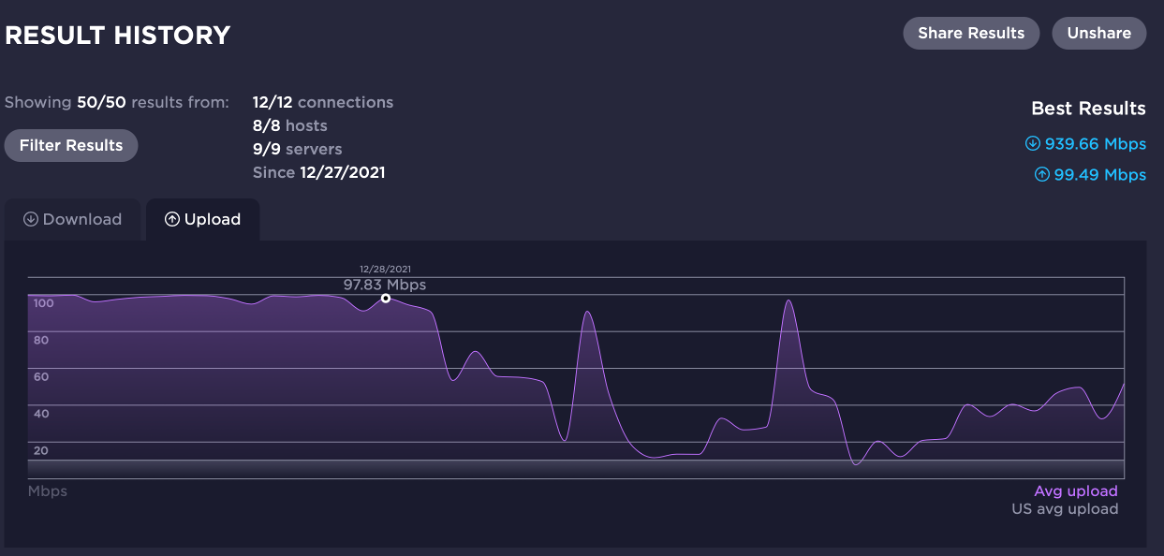 RESULT HISTORY
Share Results
Unshare
Showing 50/50 results from:
12/12 connections
8/8 hosts
9/9 servers
Since 12/27/2021
Filter Results
Best Results
939.66 Mbps
99.49 Mbps
Download
Upload
12/28/2021
97.83 Mbps
100
80
60
40
20
Mbps
Avg upload
US avg upload